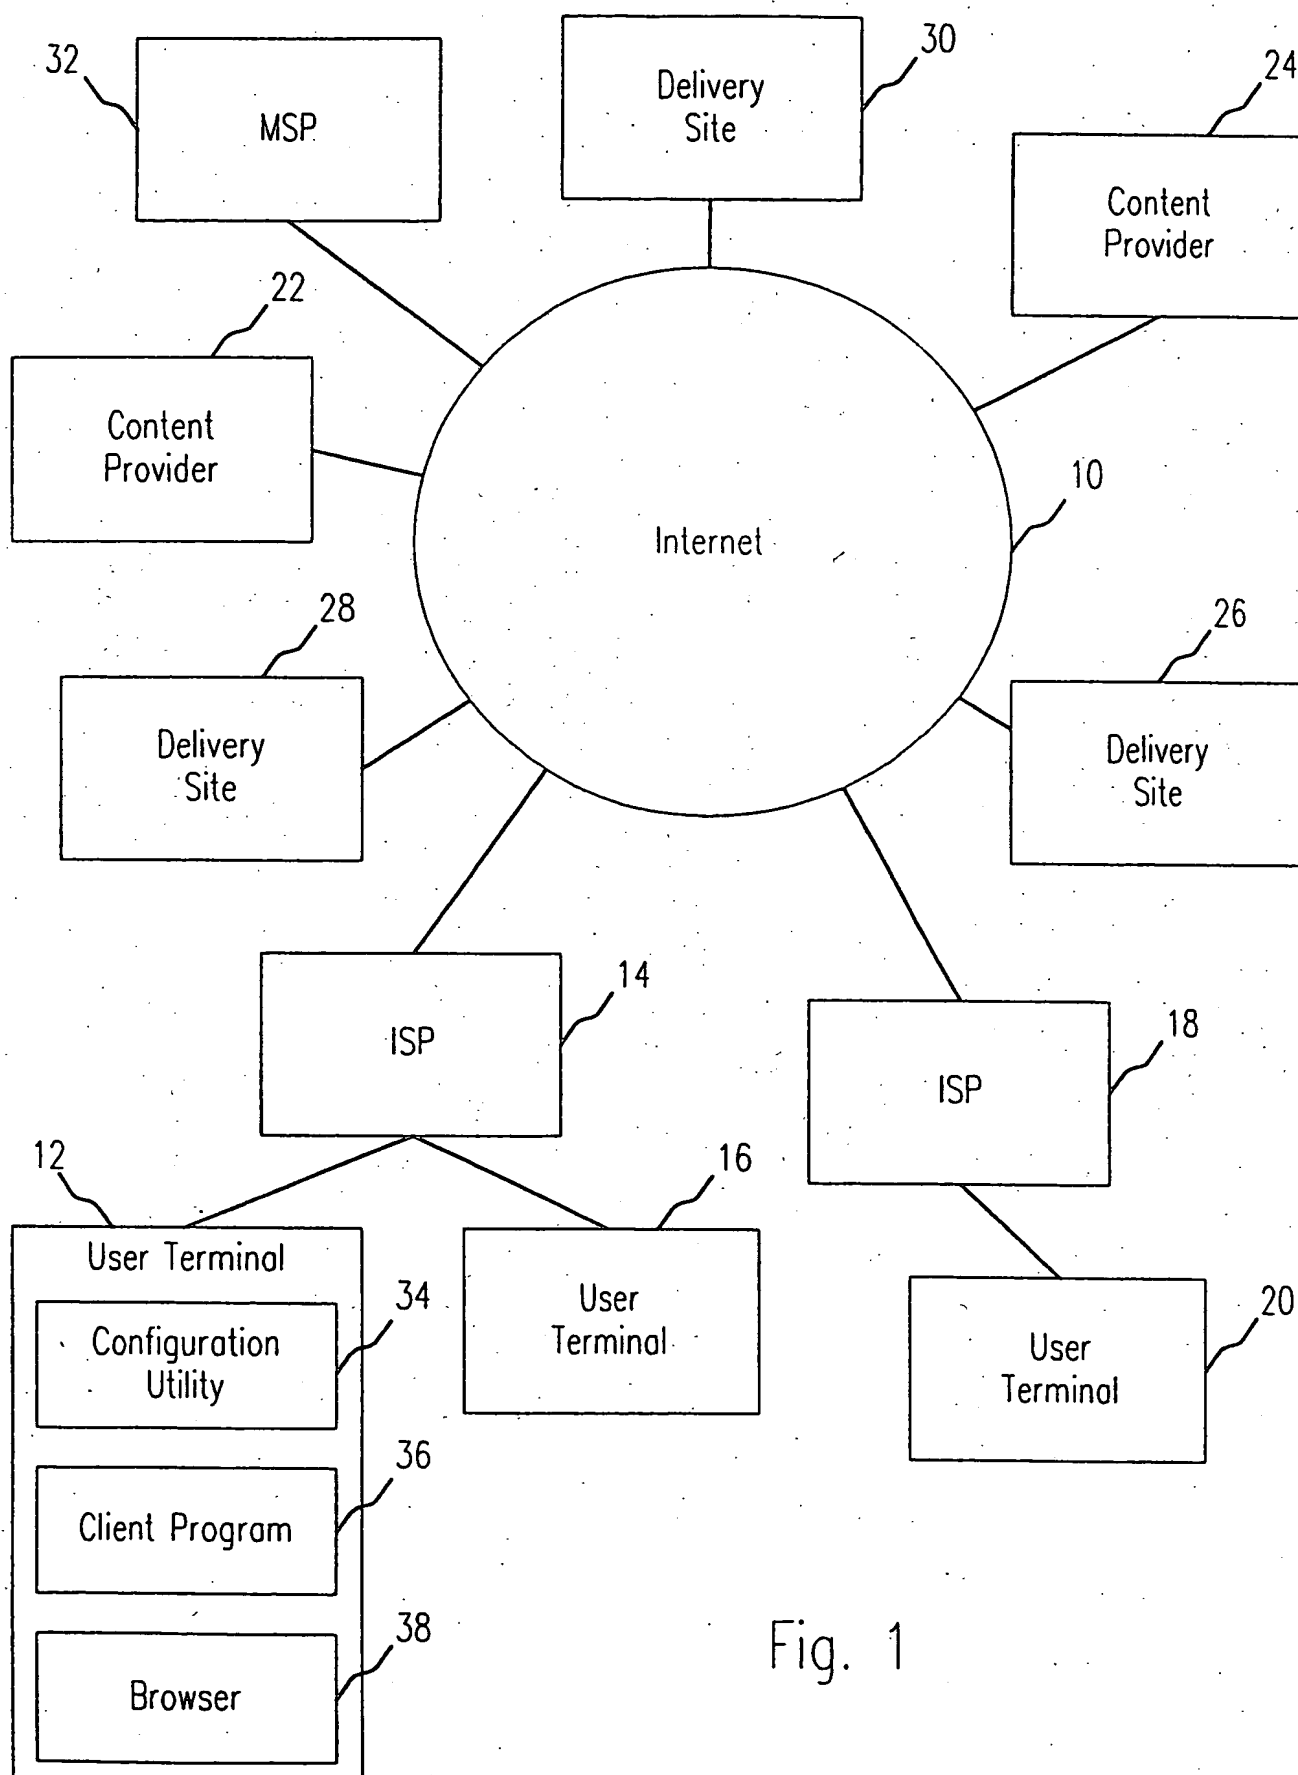 32
MSP
Delivery
Site
30
24
Content
Provider
22
Content
Provider
Internet
10
28
Delivery
Site
26
Delivery
Site
14
ISP
18
ISP
12
User Terminal
34
Configuration
Utility
36
Client Program
38
Browser
16
User
Terminal
20
User
Terminal
Fig. 1